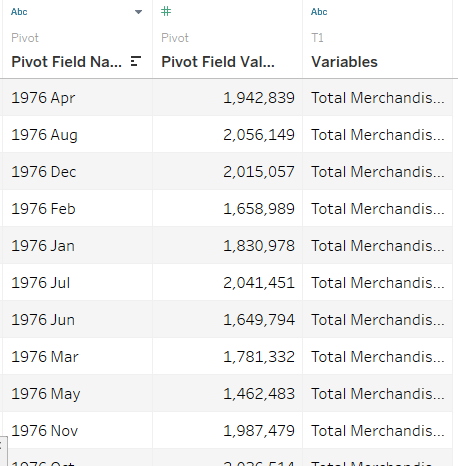 Abc # Abc
Pivot Pivot T1
Pivot Field Na... Pivot Field Val... Variables
1976 Apr 1,942,839 Total Merchandis...
1976 Aug 2,056,149 Total Merchandis...
1976 Dec 2,015,057 Total Merchandis...
1976 Feb 1,658,989 Total Merchandis...
1976 Jan 1,830,978 Total Merchandis...
1976 Jul 2,041,451 Total Merchandis...
1976 Jun 1,649,794 Total Merchandis...
1976 Mar 1,781,332 Total Merchandis...
1976 May 1,462,483 Total Merchandis...
1976 Nov 1,987,479 Total Merchandis...
1976 Oct Total Merchandis...